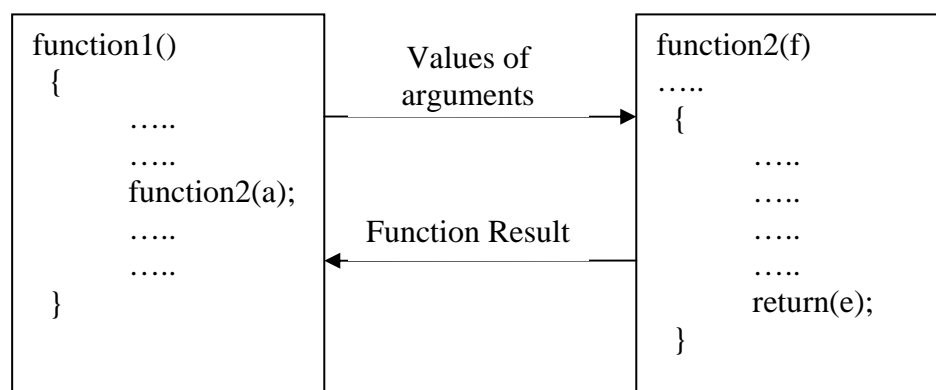 function1()
{
…..
…..
function2(a);
…..
…..
}
Values of
arguments
Function Result
function2(f)
…..
{
…..
…..
…..
…..
return(e);
}